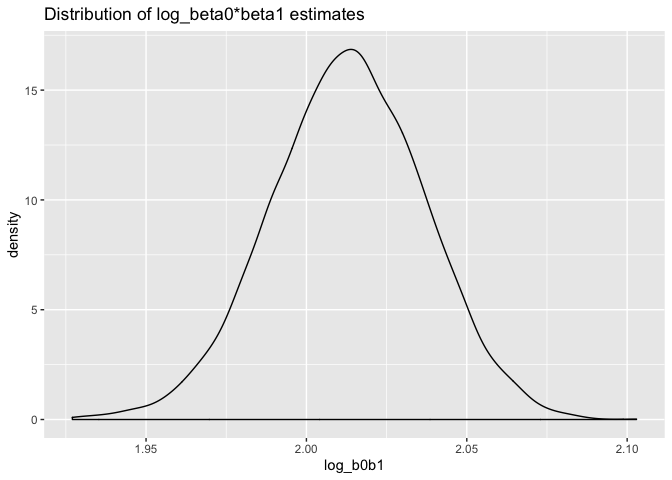 Distribution of log_beta0*beta1 estimates
15
10
5
0
density
1.95 2.00 2.05 2.10
log_b0b1